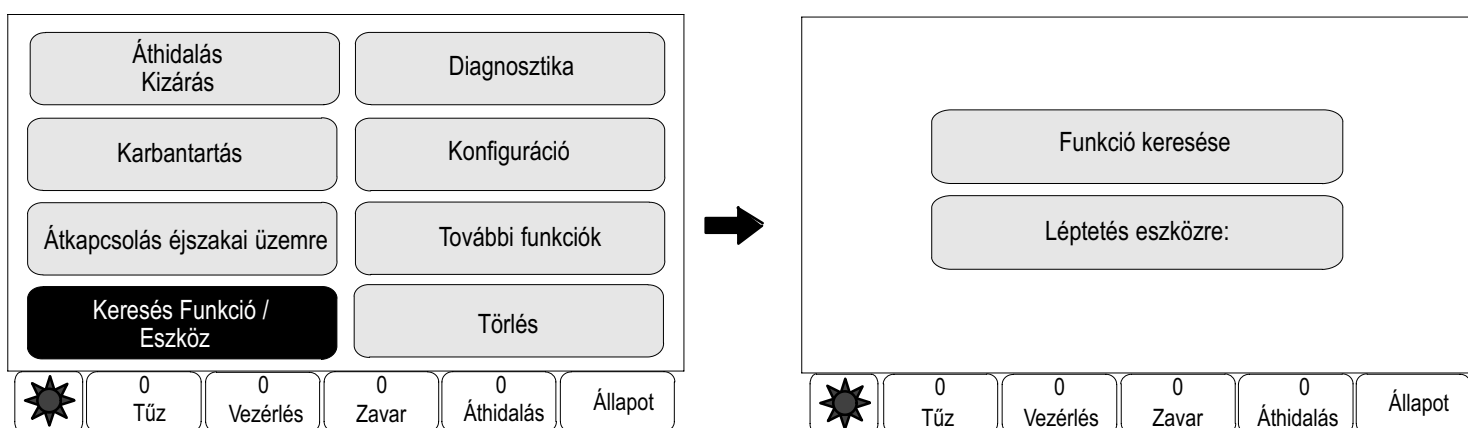 Áthidalás
Kizárás
Diagnosztika
Karbantartás
Konfiguráció
Átkapcsolás éjszakai üzemre
További funkciók
Keresés Funkció /
Eszköz
Törlés
0
Tűz
0
Vezérlés
0
Zavar
0
Áthidalás
Állapot
Funkció keresése
Léptetés eszközre:
0
Tűz
0
Vezérlés
0
Zavar
0
Áthidalás
Állapot